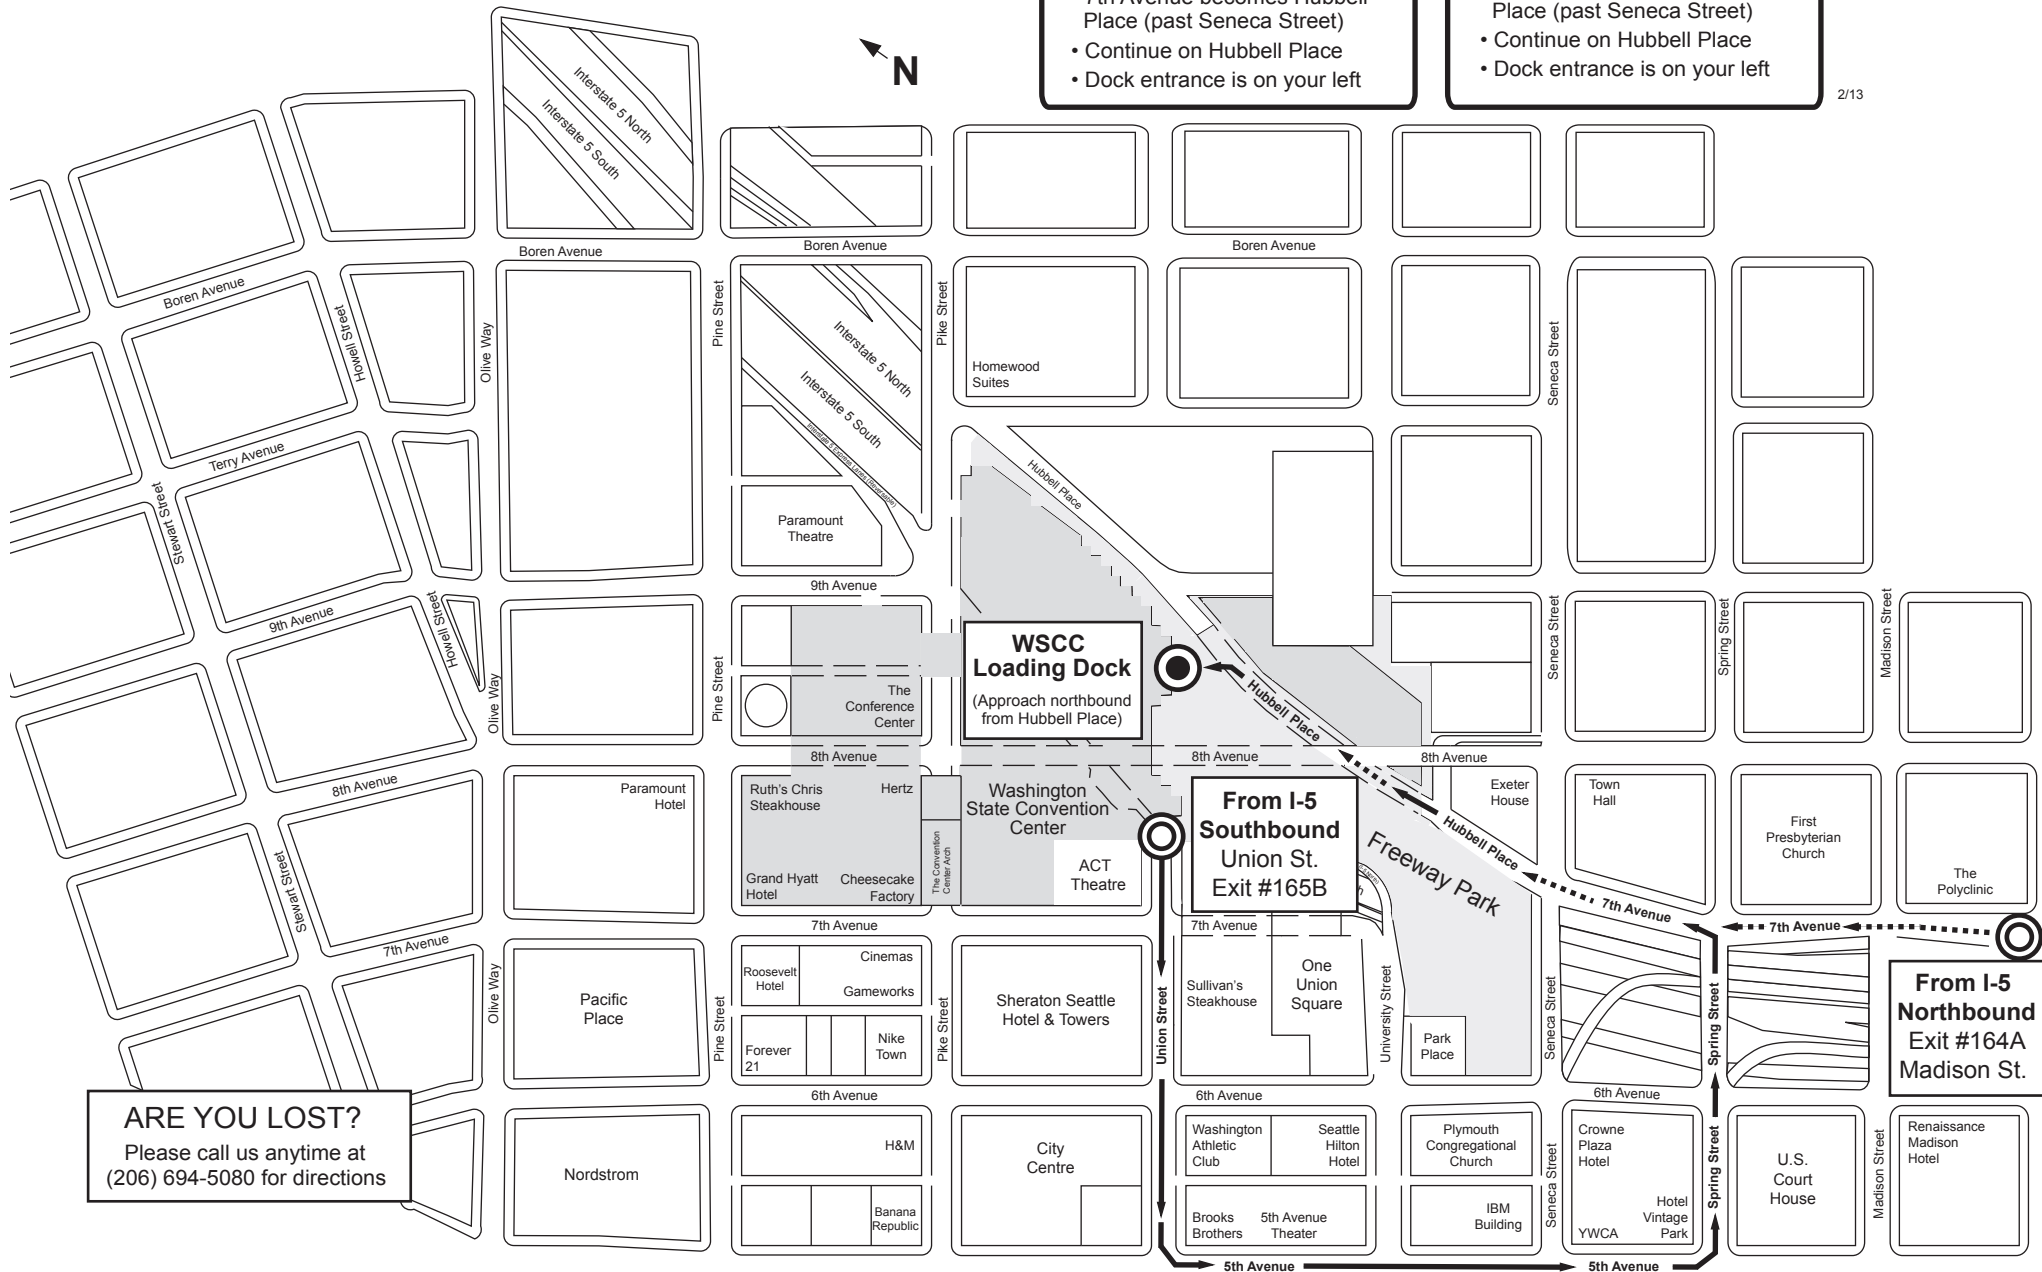 7th Avenue becomes Hubbell
Place (past Seneca Street)
• Continue on Hubbell Place
• Dock entrance is on your left
Place (past Seneca Street)
• Continue on Hubbell Place
• Dock entrance is on your left
2/13
N
Interstate 5 North
Interstate 5 South
Boren Avenue
Boren Avenue
Boren Avenue
Boren Avenue
Howell Street
Olive Way
Pine Street
Pike Street
Interstate 5 North
Interstate 5 South
Interstate 5 Express Lanes (Reversable)
Homewood
Suites
Seneca Street
Terry Avenue
Stewart Street
Hubbell Place
Paramount
Theatre
9th Avenue
9th Avenue
Howell Street
Olive Way
Pine Street
The
Conference
Center
WSCC
Loading Dock
(Approach northbound
from Hubbell Place)
Hubbell Place
Seneca Street
Spring Street
Madison Street
8th Avenue
8th Avenue
8th Avenue
8th Avenue
Paramount
Hotel
Ruth's Chris
Steakhouse
Hertz
Grand Hyatt
Hotel
Cheesecake
Factory
The Convention
Center Arch
Washington
State Convention
Center
ACT
Theatre
From I-5
Southbound
Union St.
Exit #165B
Freeway Park
Hubbell Place
Exeter
House
Town
Hall
First
Presbyterian
Church
The
Polyclinic
Stewart Street
7th Avenue
7th Avenue
7th Avenue
7th Avenue
7th Avenue
From I-5
Northbound
Exit #164A
Madison St.
Olive Way
Pacific
Place
Pine Street
Roosevelt
Hotel
Cinemas
Gameworks
Forever
21
Nike
Town
Pike Street
Sheraton Seattle
Hotel & Towers
Union Street
Sullivan's
Steakhouse
One
Union
Square
University Street
Park
Place
Seneca Street
Spring Street
6th Avenue
6th Avenue
6th Avenue
ARE YOU LOST?
Please call us anytime at
(206) 694-5080 for directions
Nordstrom
H&M
Banana
Republic
City
Centre
Washington
Athletic
Club
Seattle
Hilton
Hotel
Brooks
Brothers
5th Avenue
Theater
Plymouth
Congregational
Church
IBM
Building
Seneca Street
Crowne
Plaza
Hotel
Hotel
Vintage
Park
YWCA
Spring Street
U.S.
Court
House
Madison Street
Renaissance
Madison
Hotel
5th Avenue
5th Avenue